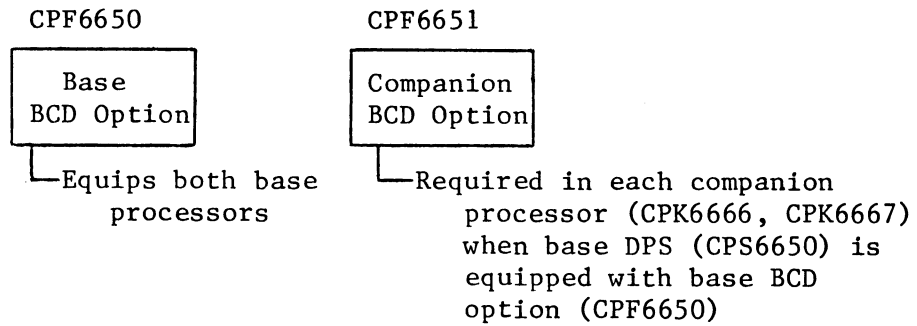 CPF6650
Base
BCD Option
Equips both base
processors
CPF6651
Companion
BCD Option
Required in each companion
processor (CPK6666, CPK6667)
when base DPS (CPS6650) is
equipped with base BCD
option (CPF6650)